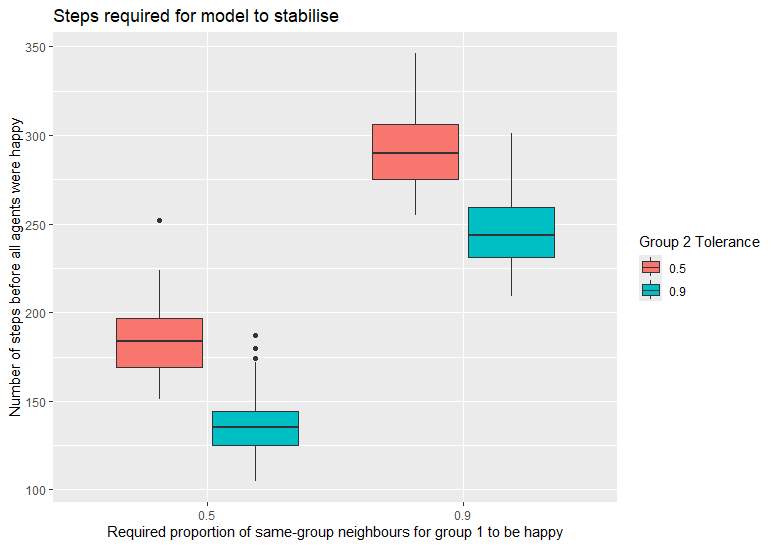 Steps required for model to stabilise
Number of steps before all agents were happy
350
300
250
200
150
100
0.5
0.9
Required proportion of same-group neighbours for group 1 to be happy
Group 2 Tolerance
0.5
0.9